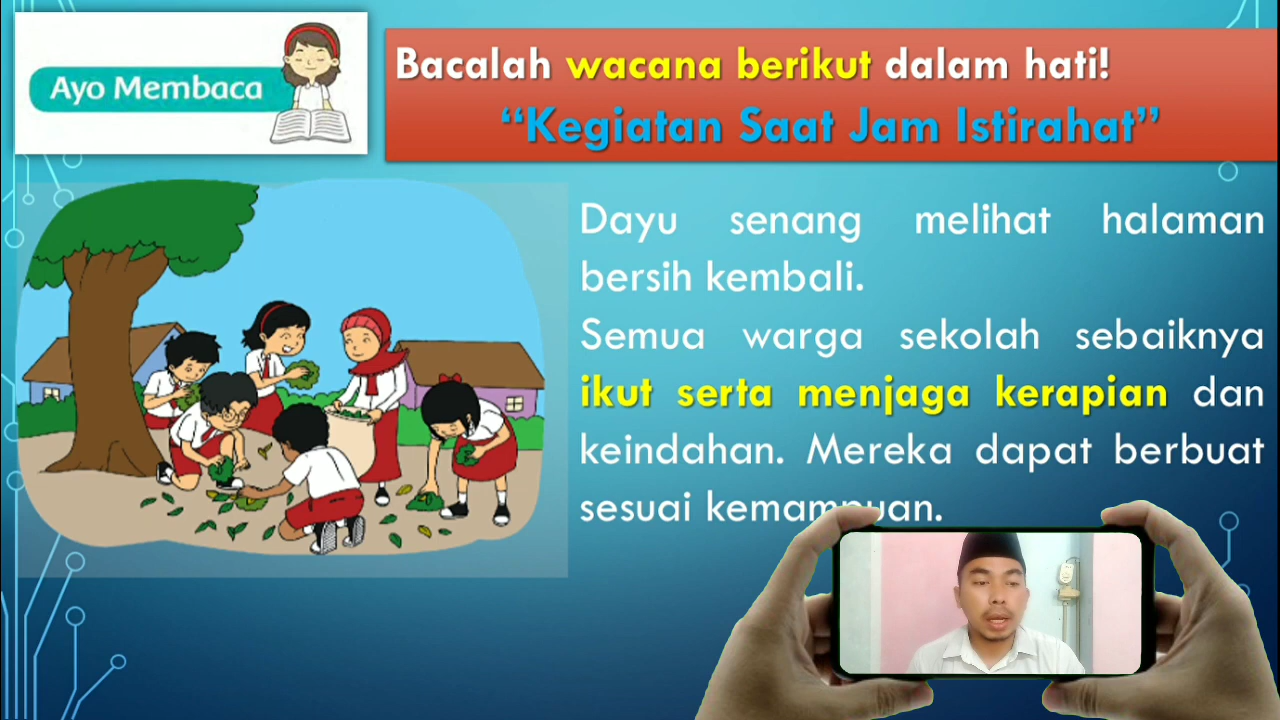 Ayo Membaca
Bacalah wacana berikut dalam hati!
“Kegiatan Saat Jam Istirahat”
Dayu senang melihat halaman
bersih kembali.
Semua warga sekolah sebaiknya
ikut serta menjaga kerapian dan
keindahan. Mereka dapat berbuat
sesuai kemampuan.